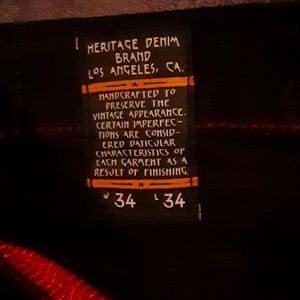 HERITAGE DENIM
BRAND
LOS ANGELES, CA.
HANDCRAFTED TO
PRESERVE THE
VINTAGE APPEARANCE.
CERTAIN IMPERFEC-
TIONS ARE CONSID-
ERED PATICULAR
CHARACTERISTICS OF
EACH GARMENT AS A
RESULT OF FINISHING.
W 34 L 34